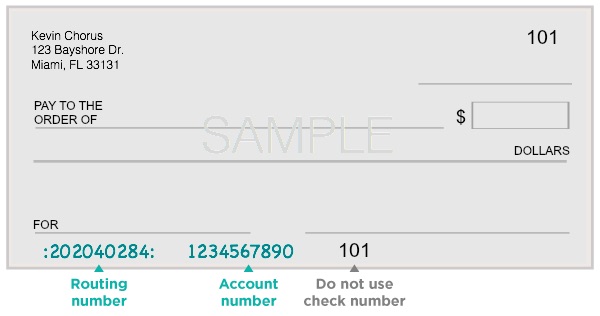 Kevin Chorus
123 Bayshore Dr.
Miami, FL 33131
101
PAY TO THE
ORDER OF
$
SAMPLE
DOLLARS
FOR
:202040284: 1234567890 101
Routing number
Account number
Do not use check number